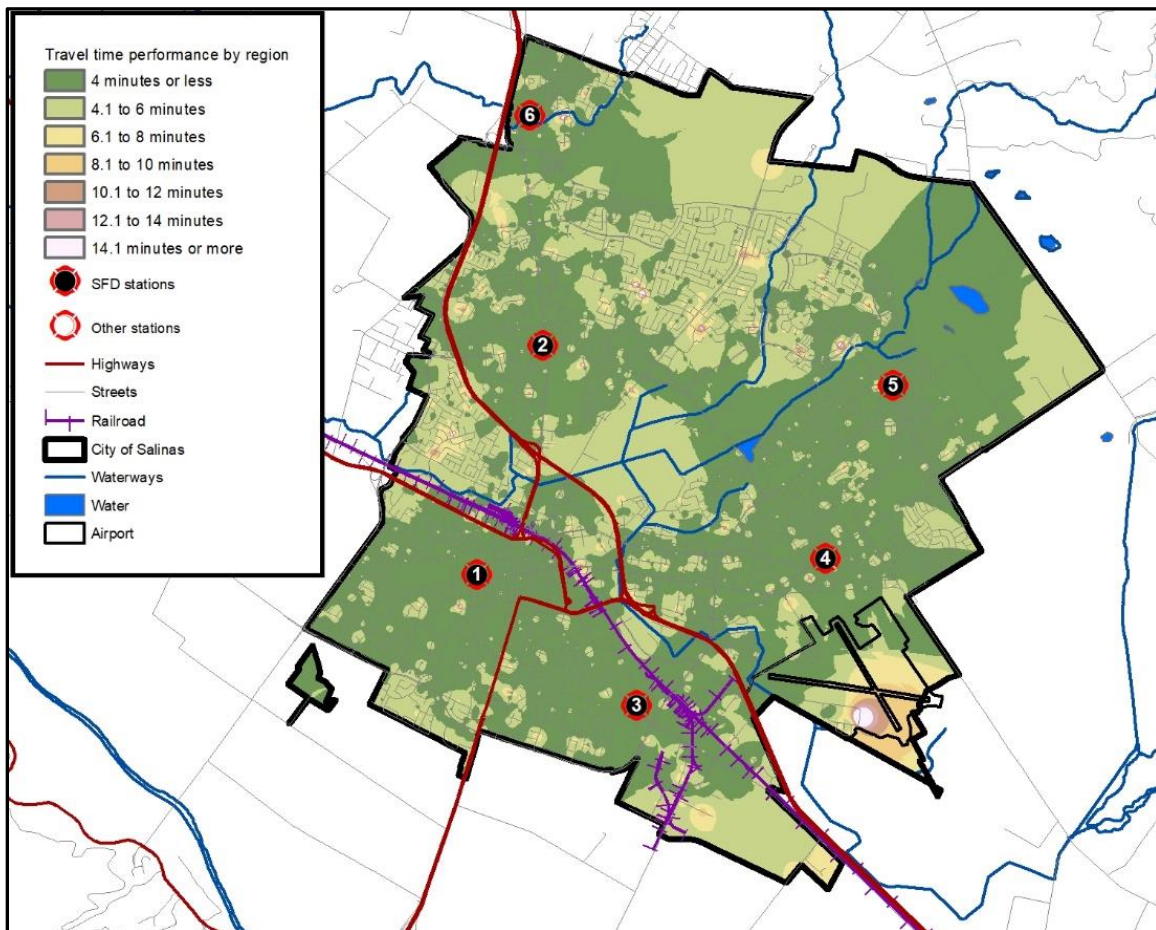 Travel time performance by region
4 minutes or less
4.1 to 6 minutes
6.1 to 8 minutes
8.1 to 10 minutes
10.1 to 12 minutes
12.1 to 14 minutes
14.1 minutes or more
SFD stations
Other stations
Highways
Streets
Railroad
City of Salinas
Waterways
Water
Airport
6
2
5
4
1
3